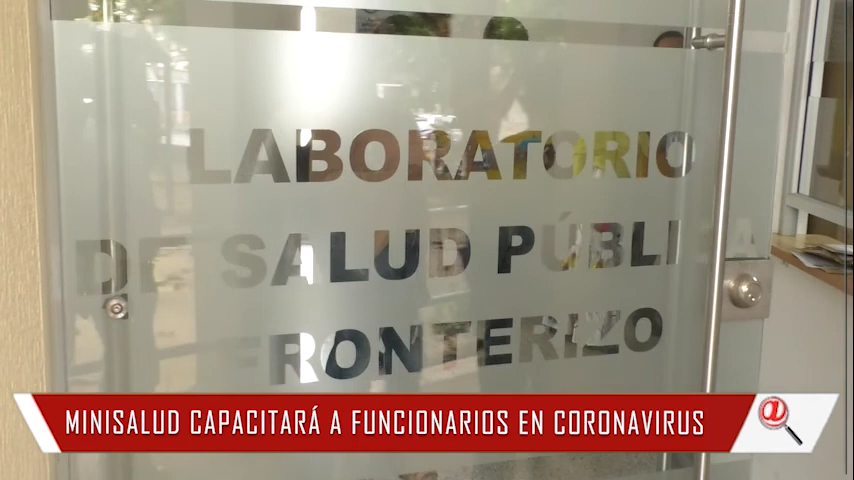 LABORATORIO
DE SALUD PÚBLICA
FRONTERIZO
MINISALUD CAPACITARÁ A FUNCIONARIOS EN CORONAVIRUS